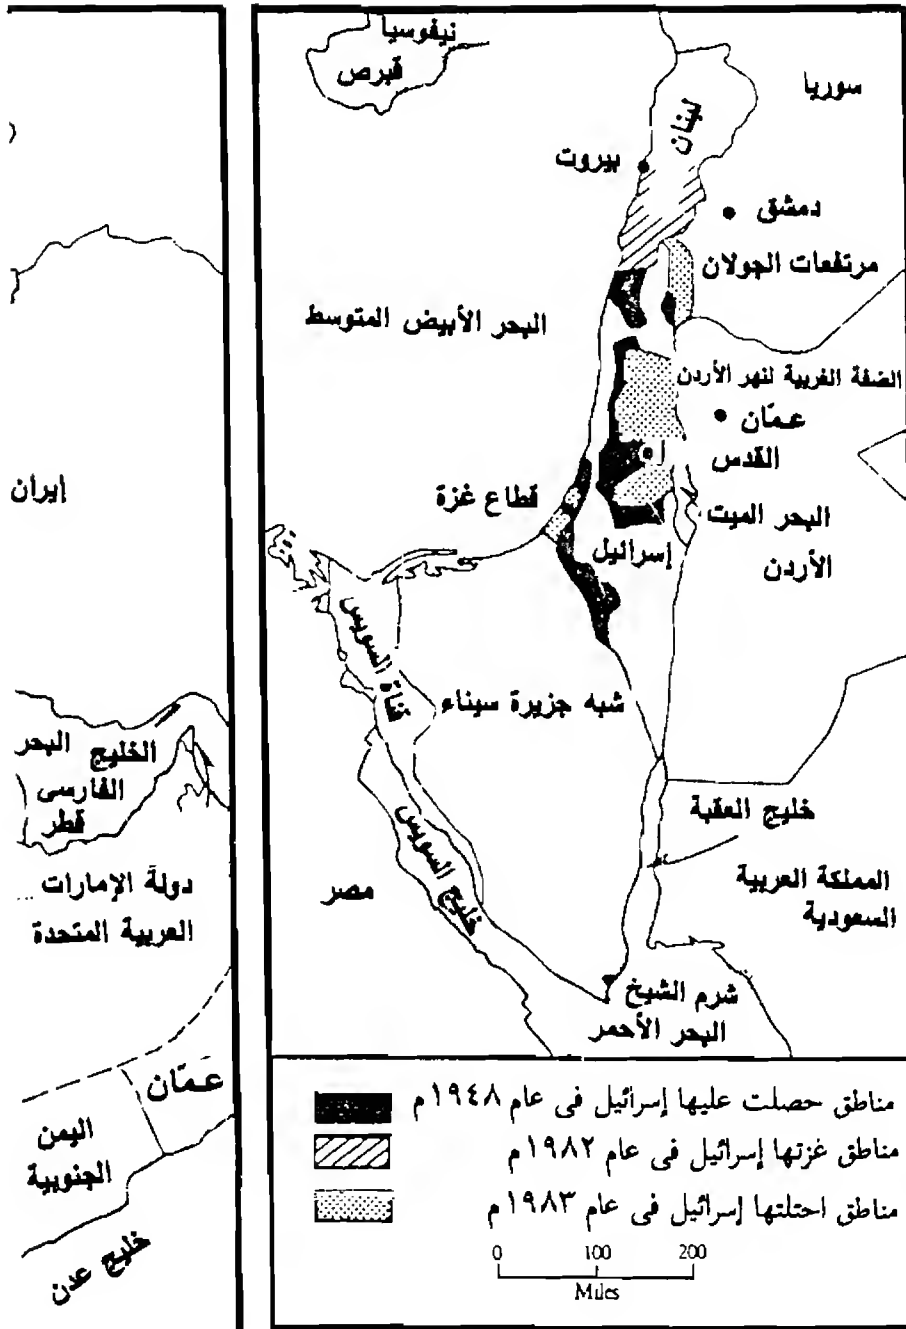 نيقوسيا
قبرص
سوريا
لبنان
بيروت
دمشق
مرتفعات الجولان
البحر الأبيض المتوسط
الضفة الغربية لنهر الأردن
عمّان
القدس
قطاع غزة
البحر الميت
إسرائيل
الأردن
قناة السويس
شبه جزيرة سيناء
خليج العقبة
خليج السويس
المملكة العربية
السعودية
مصر
شرم الشيخ
البحر الأحمر
مناطق حصلت عليها إسرائيل فى عام ١٩٤٨م
مناطق غزتها إسرائيل فى عام ١٩٨٢م
مناطق احتلتها إسرائيل فى عام ١٩٨٣م
0 100 200
Miles
إيران
الخليج
الفارسى
البحر
قطر
دولة الإمارات ...
العربية المتحدة
عمّان
اليمن
الجنوبية
خليج عدن